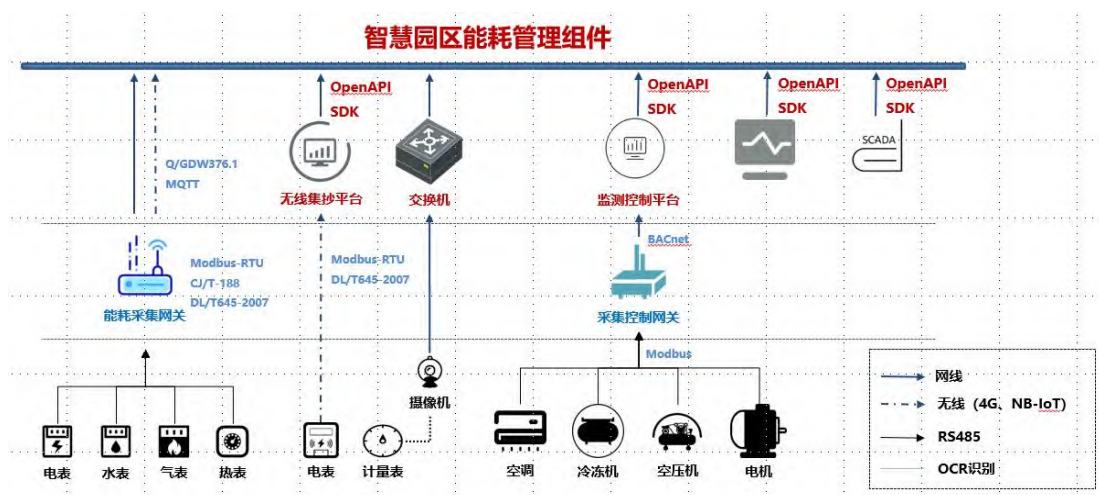 智慧园区能耗管理组件
OpenAPI
SDK
OpenAPI
SDK
OpenAPI
SDK
OpenAPI
SDK
SCADA
Q/GDW376.1
MQTT
无线集抄平台
交换机
监测控制平台
BACnet
Modbus-RTU
CJ/T-188
DL/T645-2007
Modbus-RTU
DL/T645-2007
能耗采集网关
采集控制网关
Modbus
摄像机
电表
水表
气表
热表
电表
计量表
空调
冷冻机
空压机
电机
网线
无线（4G、NB-IoT）
RS485
OCR识别